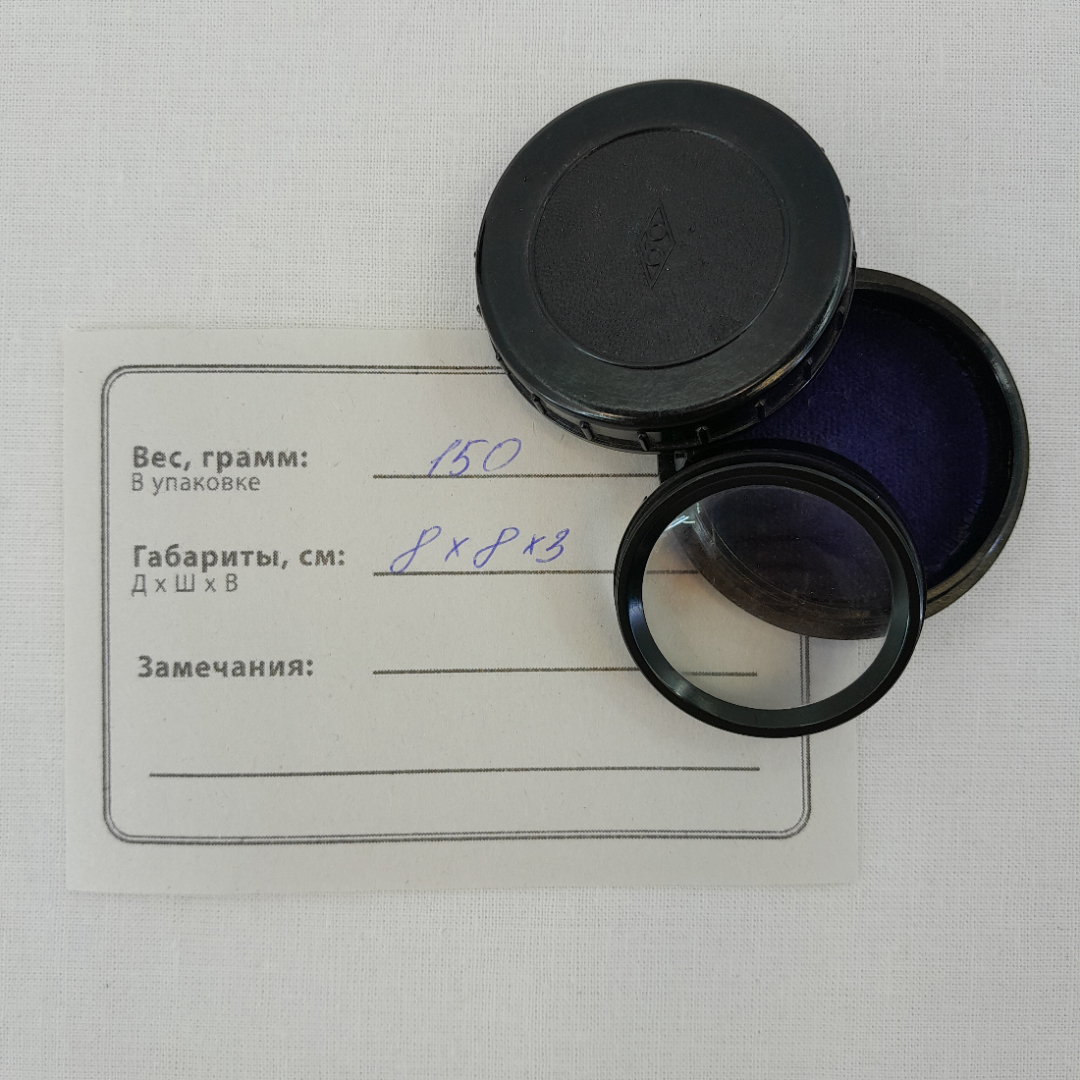 Вес, грамм: 150
В упаковке
Габариты, см: 8 x 8 x 3
Д х Ш х В
Замечания: